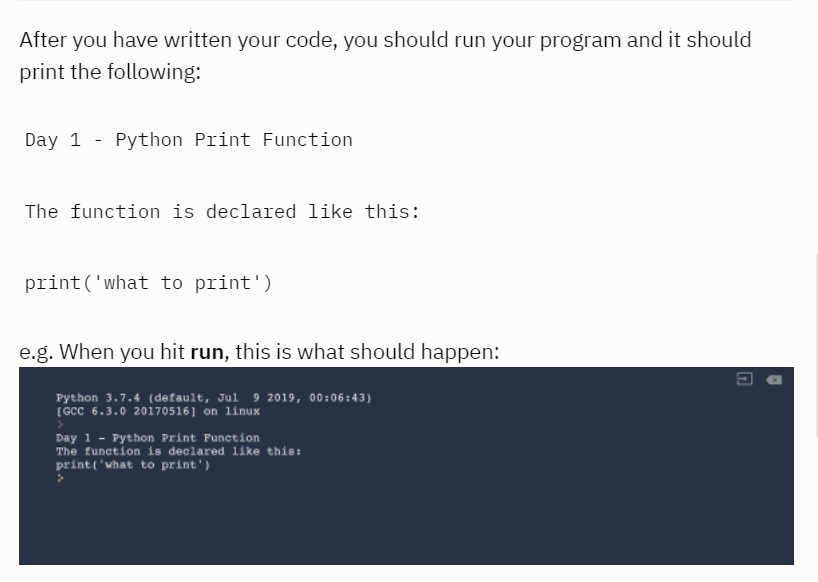 After you have written your code, you should run your program and it should
print the following:
Day 1 - Python Print Function
The function is declared like this:
print('what to print')
e.g. When you hit run, this is what should happen:
Python 3.7.4 (default, Jul  9 2019, 00:06:43)
[GCC 6.3.0 20170516] on linux
>
Day 1 - Python Print Function
The function is declared like this:
print('what to print')
>